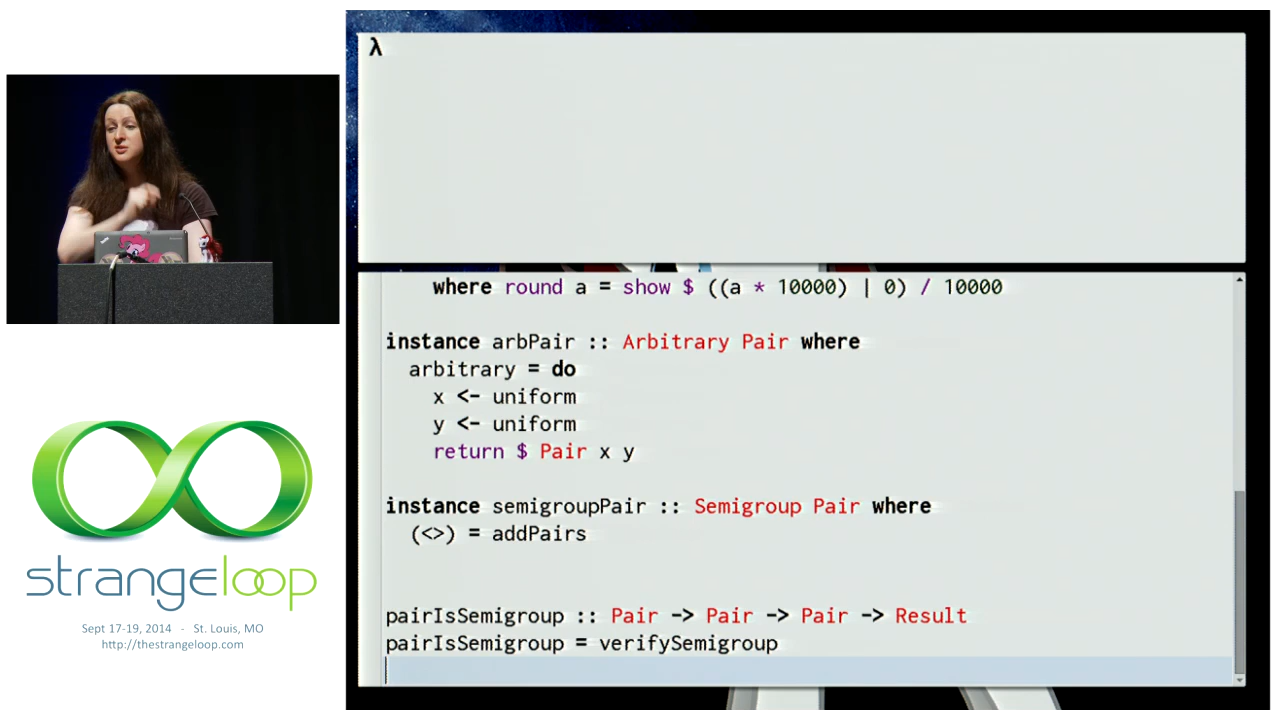 λ
where round a = show $ ((a * 10000) | 0) / 10000
instance arbPair :: Arbitrary Pair where
arbitrary = do
x <- uniform
y <- uniform
return $ Pair x y
instance semigroupPair :: Semigroup Pair where
(<>) = addPairs
pairIsSemigroup :: Pair -> Pair -> Pair -> Result
pairIsSemigroup = verifySemigroup
strangeloop
Sept 17-19, 2014 - St. Louis, MO
http://thestrangeloop.com